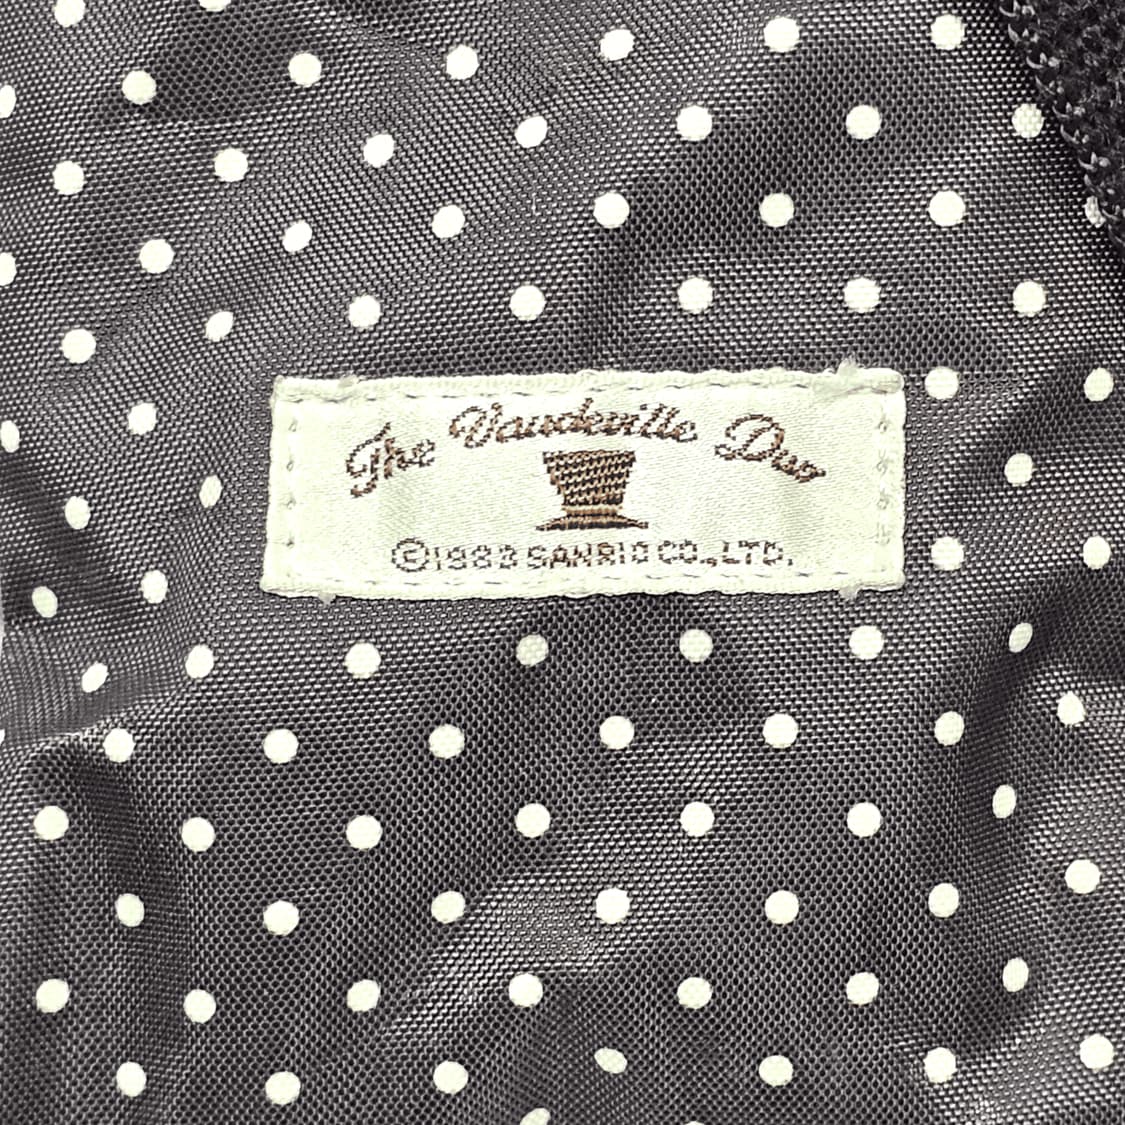 The Vaudeville Duo
©1983 SANRIO CO., LTD.